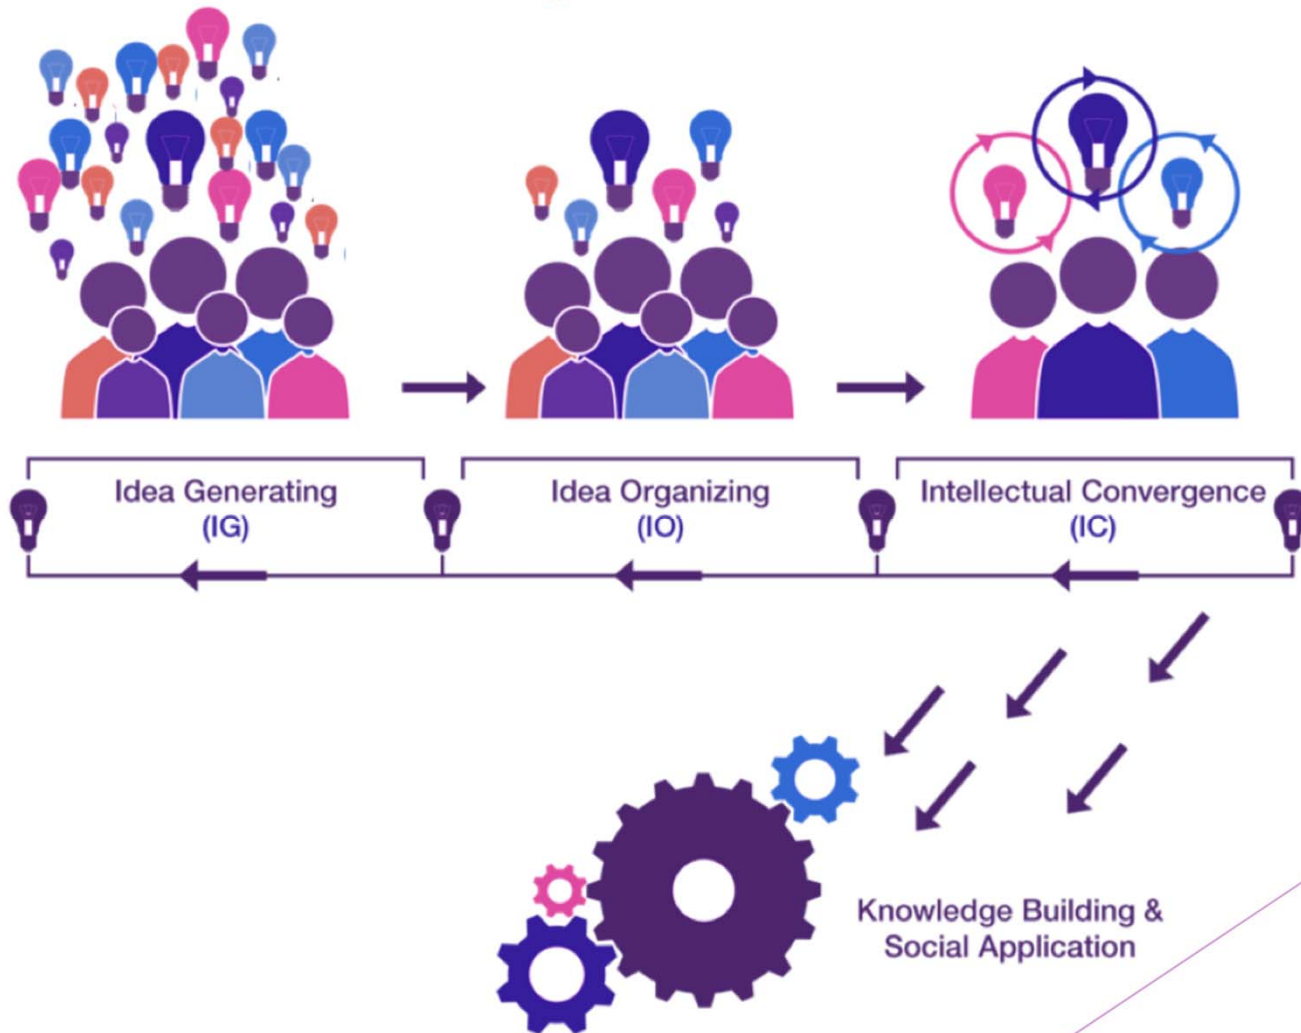 Idea Generating
(IG)
Idea Organizing
(IO)
Intellectual Convergence
(IC)
Knowledge Building &
Social Application